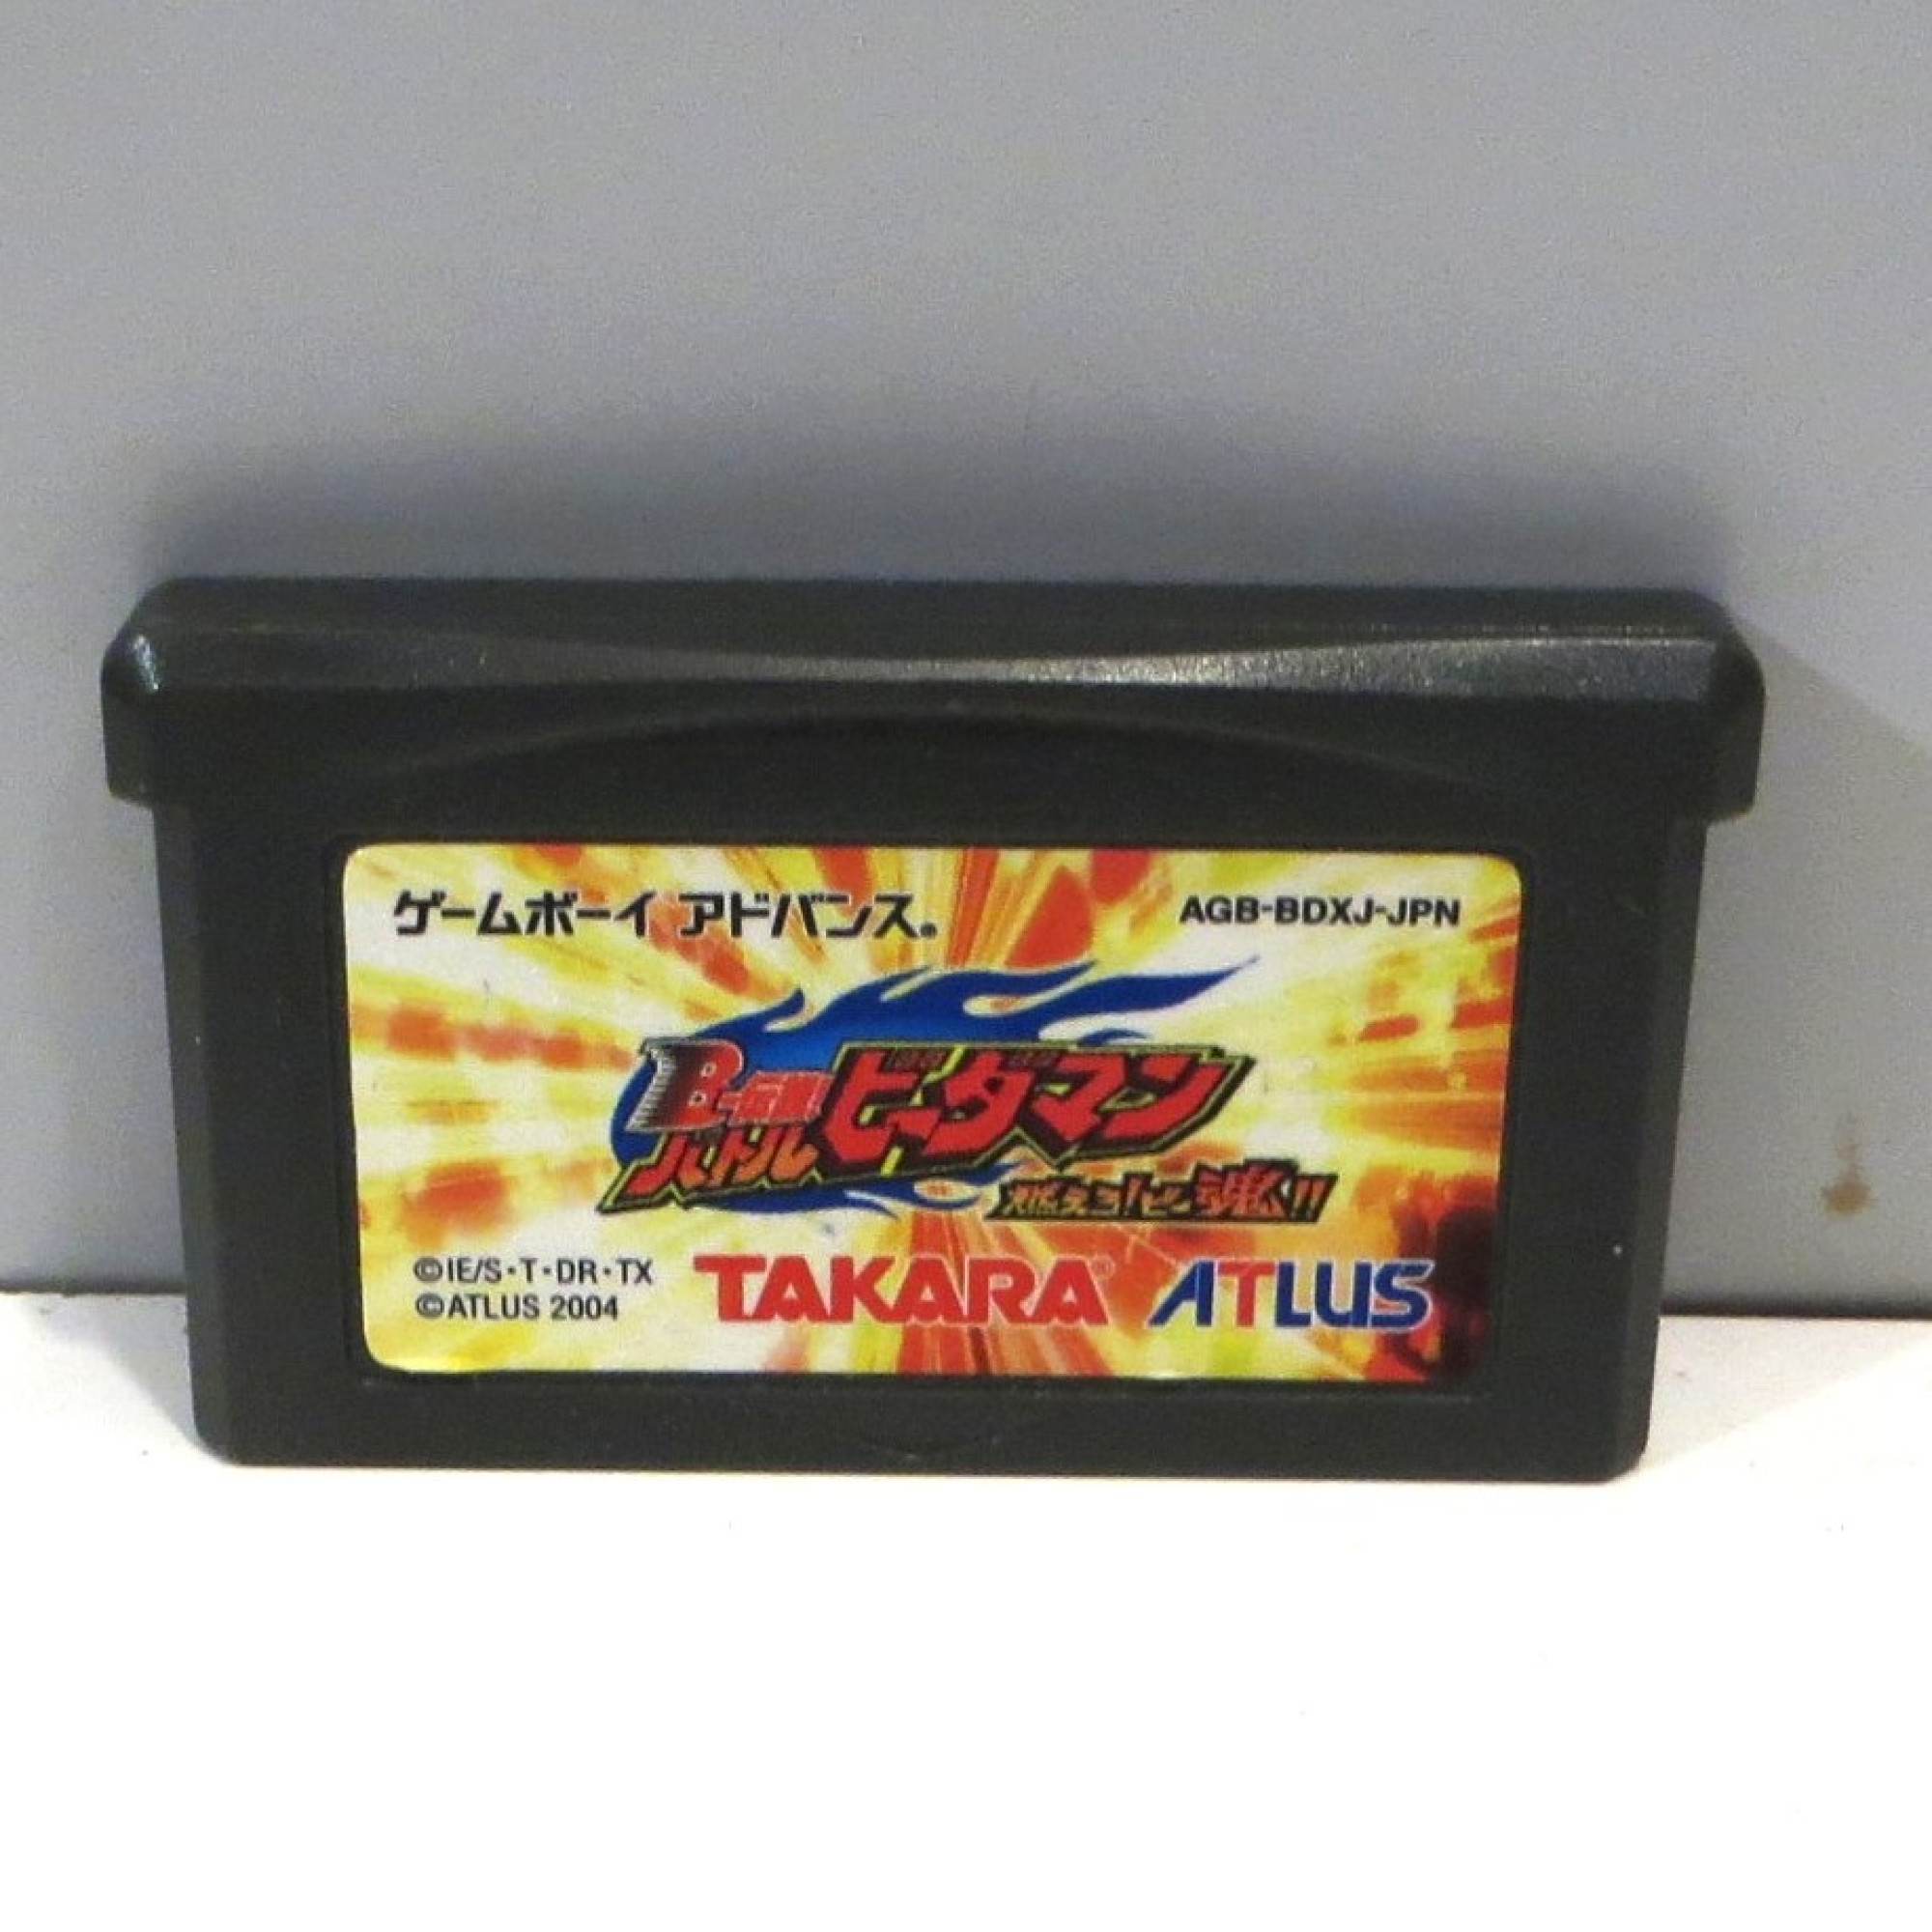 ゲームボーイ アドバンス®
AGB-BDXJ-JPN
B-伝説!
バトル ビーダマン
燃えろ!ビー魂!!
©IE/S・T・DR・TX
©ATLUS 2004
TAKARA®
ATLUS